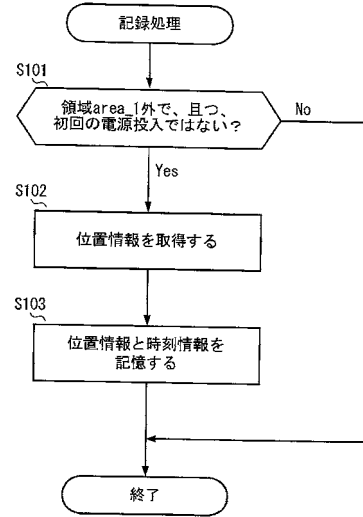 記録処理
S101
領域area_1外で、且つ、
初回の電源投入ではない？
No
Yes
S102
位置情報を取得する
S103
位置情報と時刻情報を
記憶する
終了